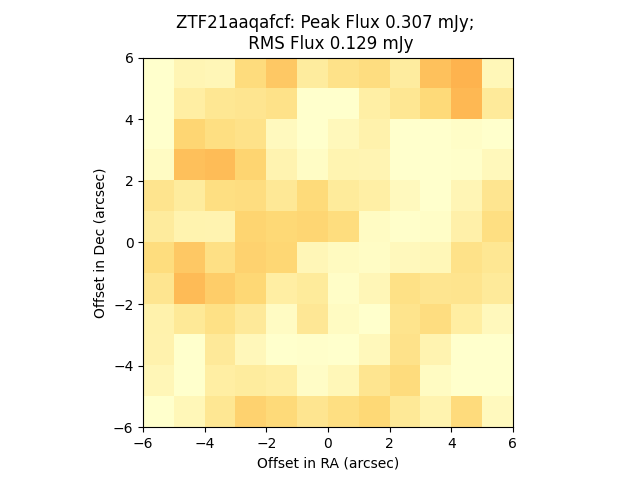 ZTF21aaqafcf: Peak Flux 0.307 mJy;
RMS Flux 0.129 mJy
6
4
2
0
−2
−4
−6
Offset in Dec (arcsec)
−6 −4 −2 0 2 4 6
Offset in RA (arcsec)